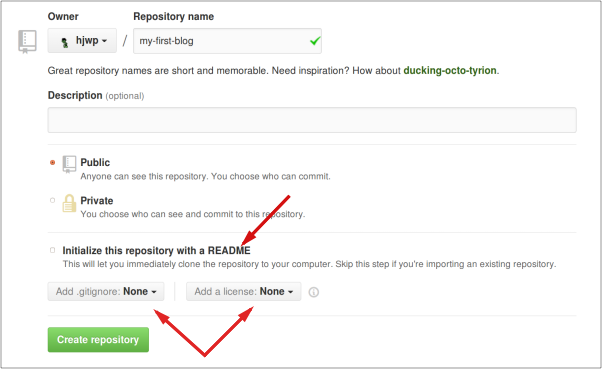 Owner Repository name
hjwp / my-first-blog
Great repository names are short and memorable. Need inspiration? How about ducking-octo-tyrion.
Description (optional)
Public
Anyone can see this repository. You choose who can commit.
Private
You choose who can see and commit to this repository.
Initialize this repository with a README
This will let you immediately clone the repository to your computer. Skip this step if you're importing an existing repository.
Add .gitignore: None Add a license: None
Create repository